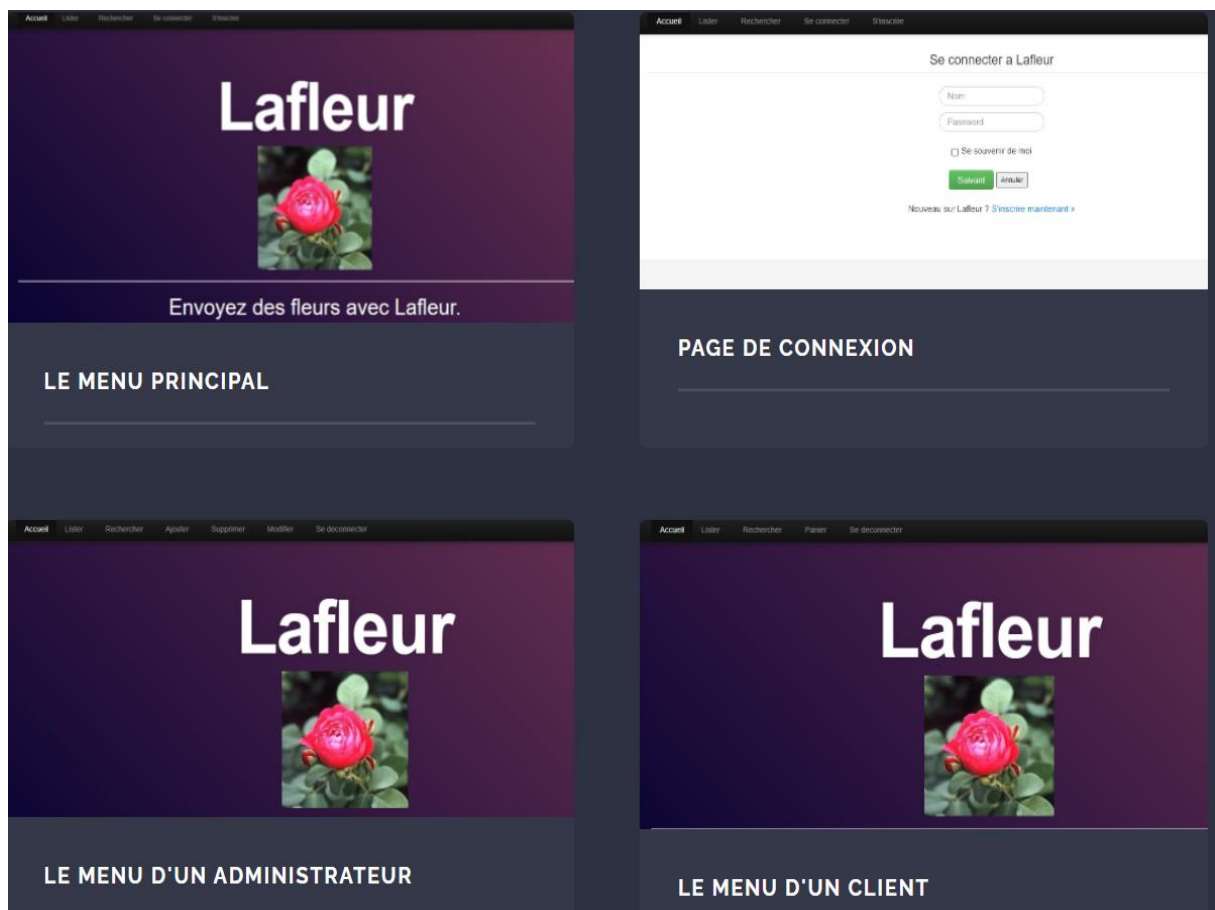 Accueil Lister Rechercher Se connecter S'inscrire
Lafleur
Envoyez des fleurs avec Lafleur.
LE MENU PRINCIPAL
Accueil Lister Rechercher Se connecter S'inscrire
Se connecter a Lafleur
Nom
Password
Se souvenir de moi
Suivant Annuler
Nouveau sur Lafleur ? S'inscrire maintenant »
PAGE DE CONNEXION
Accueil Lister Rechercher Ajouter Supprimer Modifier Se deconnecter
Lafleur
LE MENU D'UN ADMINISTRATEUR
Accueil Lister Rechercher Panier Se deconnecter
Lafleur
LE MENU D'UN CLIENT